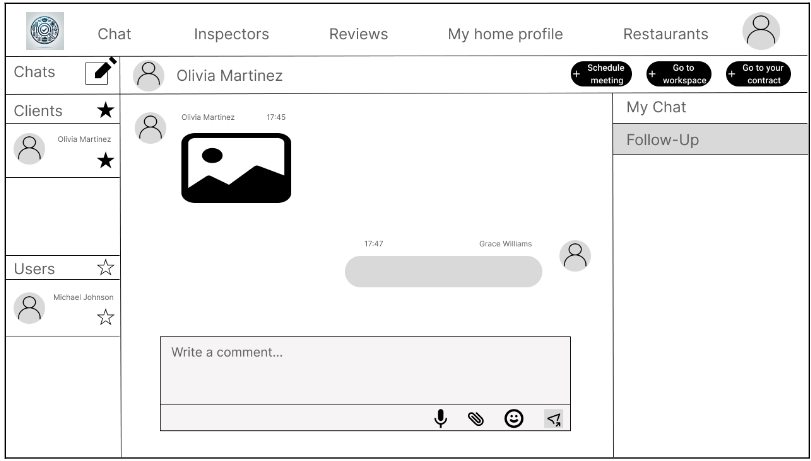 Chat
Inspectors
Reviews
My home profile
Restaurants
Chats
Olivia Martinez
+ Schedule
meeting
+ Go to
workspace
+ Go to your
contract
Clients
Olivia Martinez
Users
Michael Johnson
Olivia Martinez 17:45
17:47 Grace Williams
Write a comment...
My Chat
Follow-Up